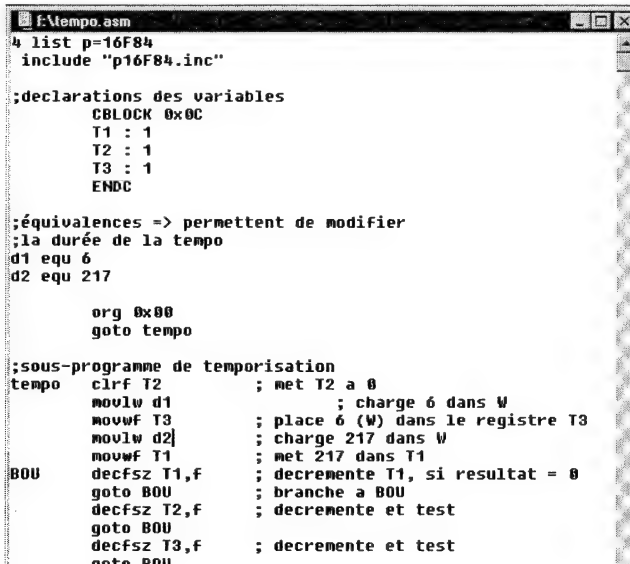 f:\tempo.asm
4 list p=16F84
include "p16F84.inc"
;declarations des variables
CBLOCK 0x0C
T1 : 1
T2 : 1
T3 : 1
ENDC
;équivalences => permettent de modifier
;la durée de la tempo
d1 equ 6
d2 equ 217
org 0x00
goto tempo
;sous-programme de temporisation
tempo clrf T2 ; met T2 a 0
movlw d1 ; charge 6 dans W
movwf T3 ; place 6 (W) dans le registre T3
movlw d2 ; charge 217 dans W
movwf T1 ; met 217 dans T1
BOU decfsz T1,f ; decremente T1, si resultat = 0
goto BOU ; branche a BOU
decfsz T2,f ; decremente et test
goto BOU
decfsz T3,f ; decremente et test
goto BOU